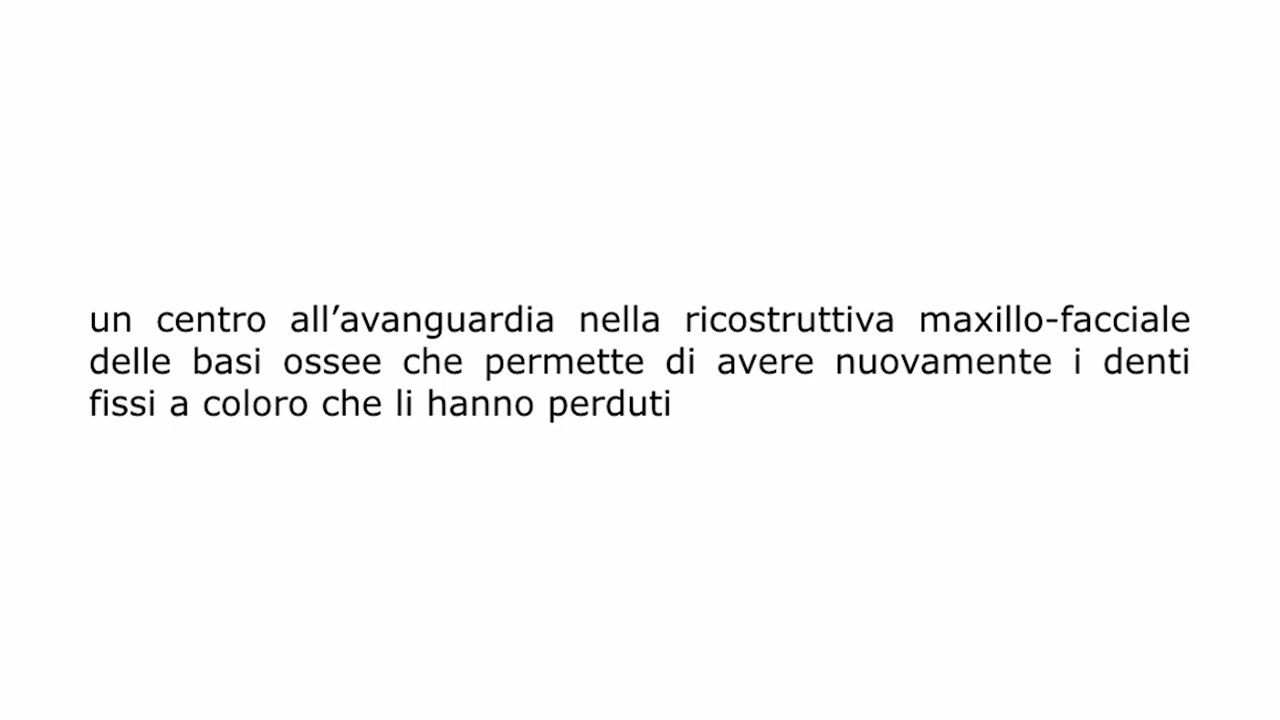 un centro all’avanguardia nella ricostruttiva maxillo-facciale
delle basi ossee che permette di avere nuovamente i denti
fissi a coloro che li hanno perduti